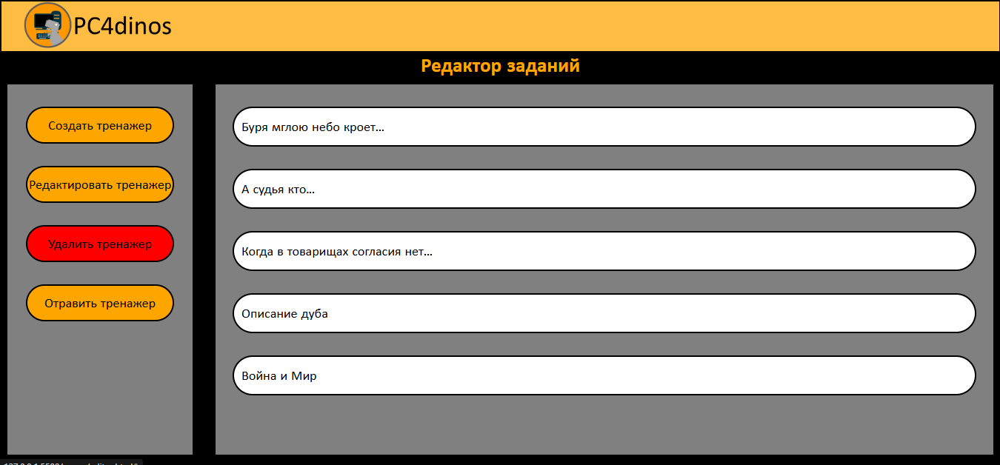 PC4dinos
Редактор заданий
Создать тренажер
Редактировать тренажер
Удалить тренажер
Отравить тренажер
Буря мглою небо кроет...
А судья кто...
Когда в товарищах согласия нет...
Описание дуба
Война и Мир